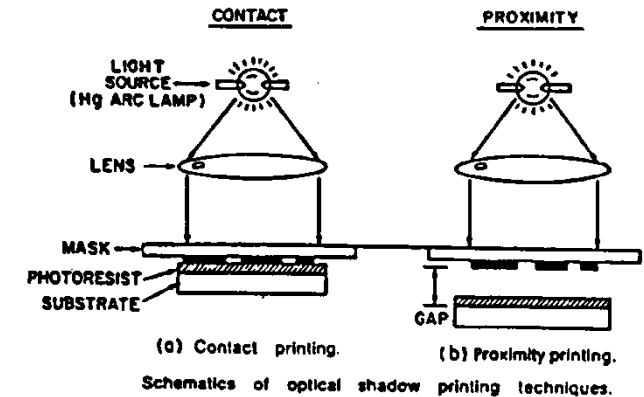 CONTACT
PROXIMITY
LIGHT
SOURCE
(Hg ARC LAMP)
LENS
MASK
PHOTORESIST
SUBSTRATE
GAP
(a) Contact printing.
(b) Proximity printing.
Schematics of optical shadow printing techniques.